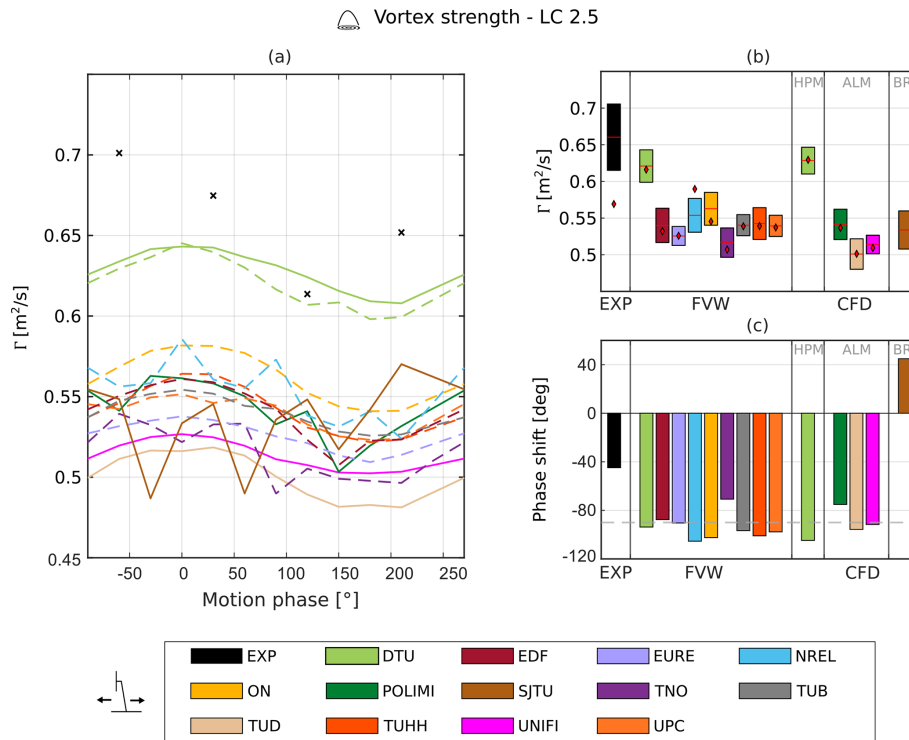 Vortex strength - LC 2.5
(a)
0.7
0.65
0.6
0.55
0.5
0.45
Γ [m²/s]
-50 0 50 100 150 200 250
Motion phase [°]
(b)
HPM ALM BR
0.7
0.65
0.6
0.55
0.5
Γ [m²/s]
EXP FVW CFD
(c)
HPM ALM BR
40
0
-40
-80
-120
Phase shift [deg]
EXP FVW CFD
EXP DTU EDF EURE NREL
ON POLIMI SJTU TNO TUB
TUD TUHH UNIFI UPC